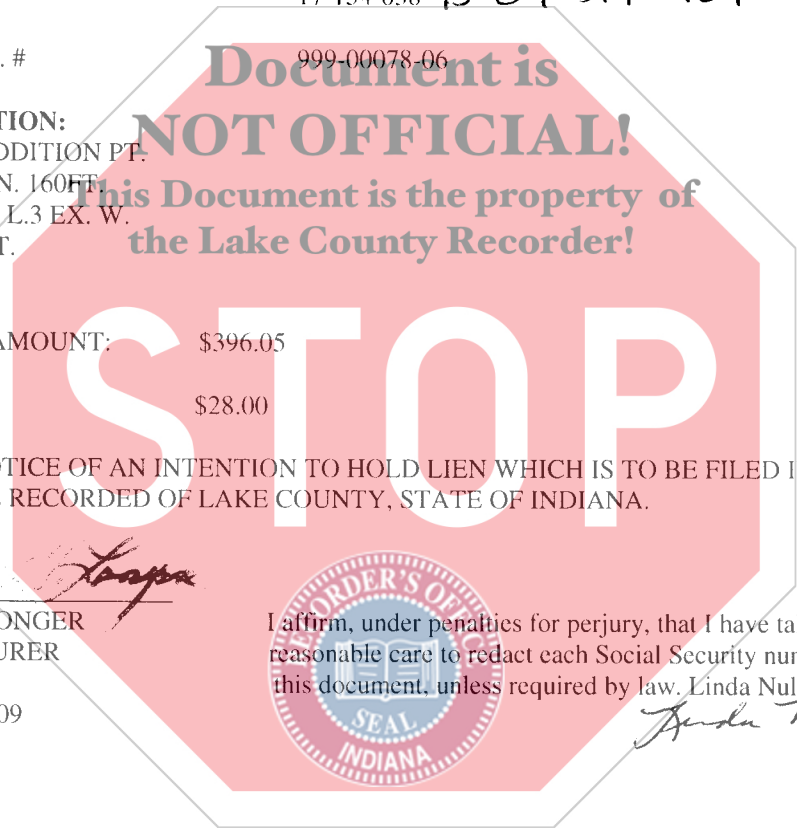 . #
999-00078-06
Document is
NOT OFFICIAL!
This Document is the property of
the Lake County Recorder!
TION:
DDITION PT.
N. 160FT.
L.3 EX. W.
T.
AMOUNT: $396.05
$28.00
STOP
OTICE OF AN INTENTION TO HOLD LIEN WHICH IS TO BE FILED I
RECORDED OF LAKE COUNTY, STATE OF INDIANA.
ONGER
URER
09
I affirm, under penalties for perjury, that I have ta
reasonable care to redact each Social Security nur
this document, unless required by law. Linda Nul
Linda
RECORDER'S OFFICE
SEAL
INDIANA